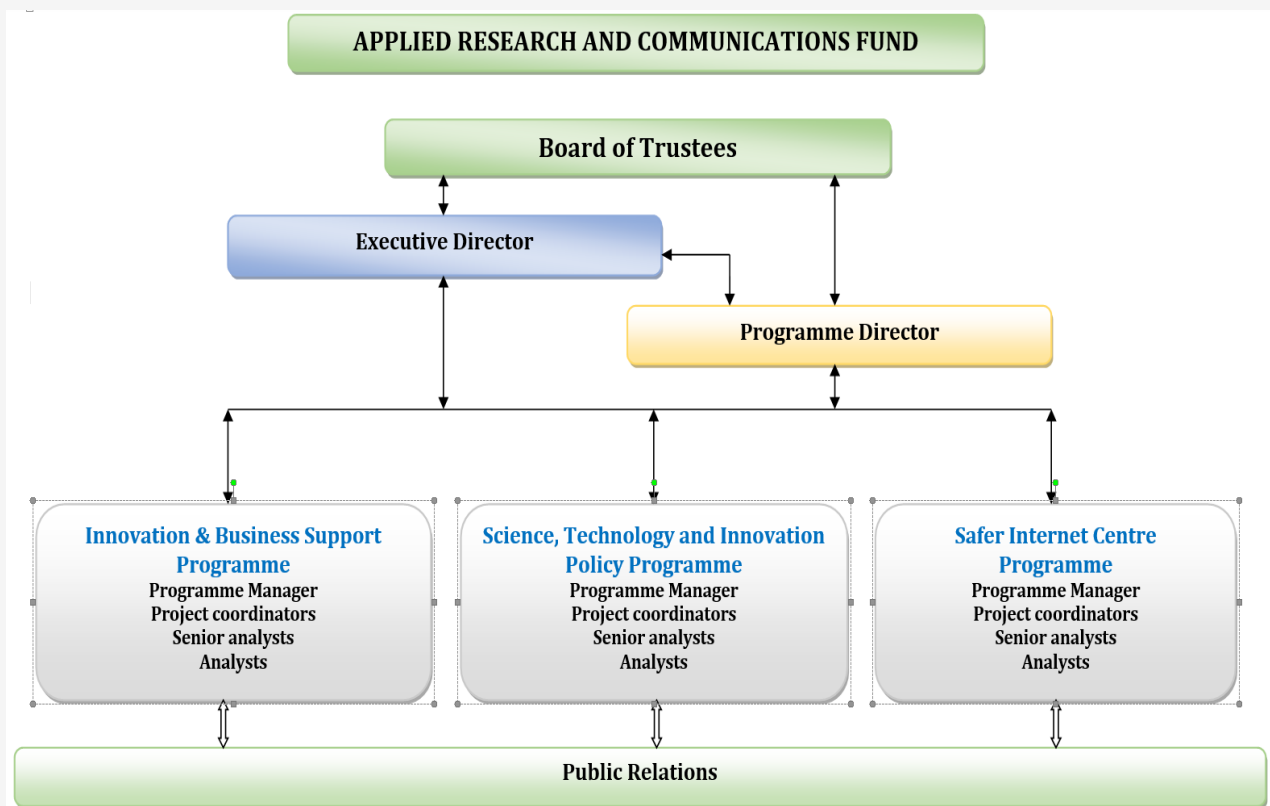 APPLIED RESEARCH AND COMMUNICATIONS FUND
Board of Trustees
Executive Director
Programme Director
Innovation & Business Support
Programme
Programme Manager
Project coordinators
Senior analysts
Analysts
Science, Technology and Innovation
Policy Programme
Programme Manager
Project coordinators
Senior analysts
Analysts
Safer Internet Centre
Programme
Programme Manager
Project coordinators
Senior analysts
Analysts
Public Relations